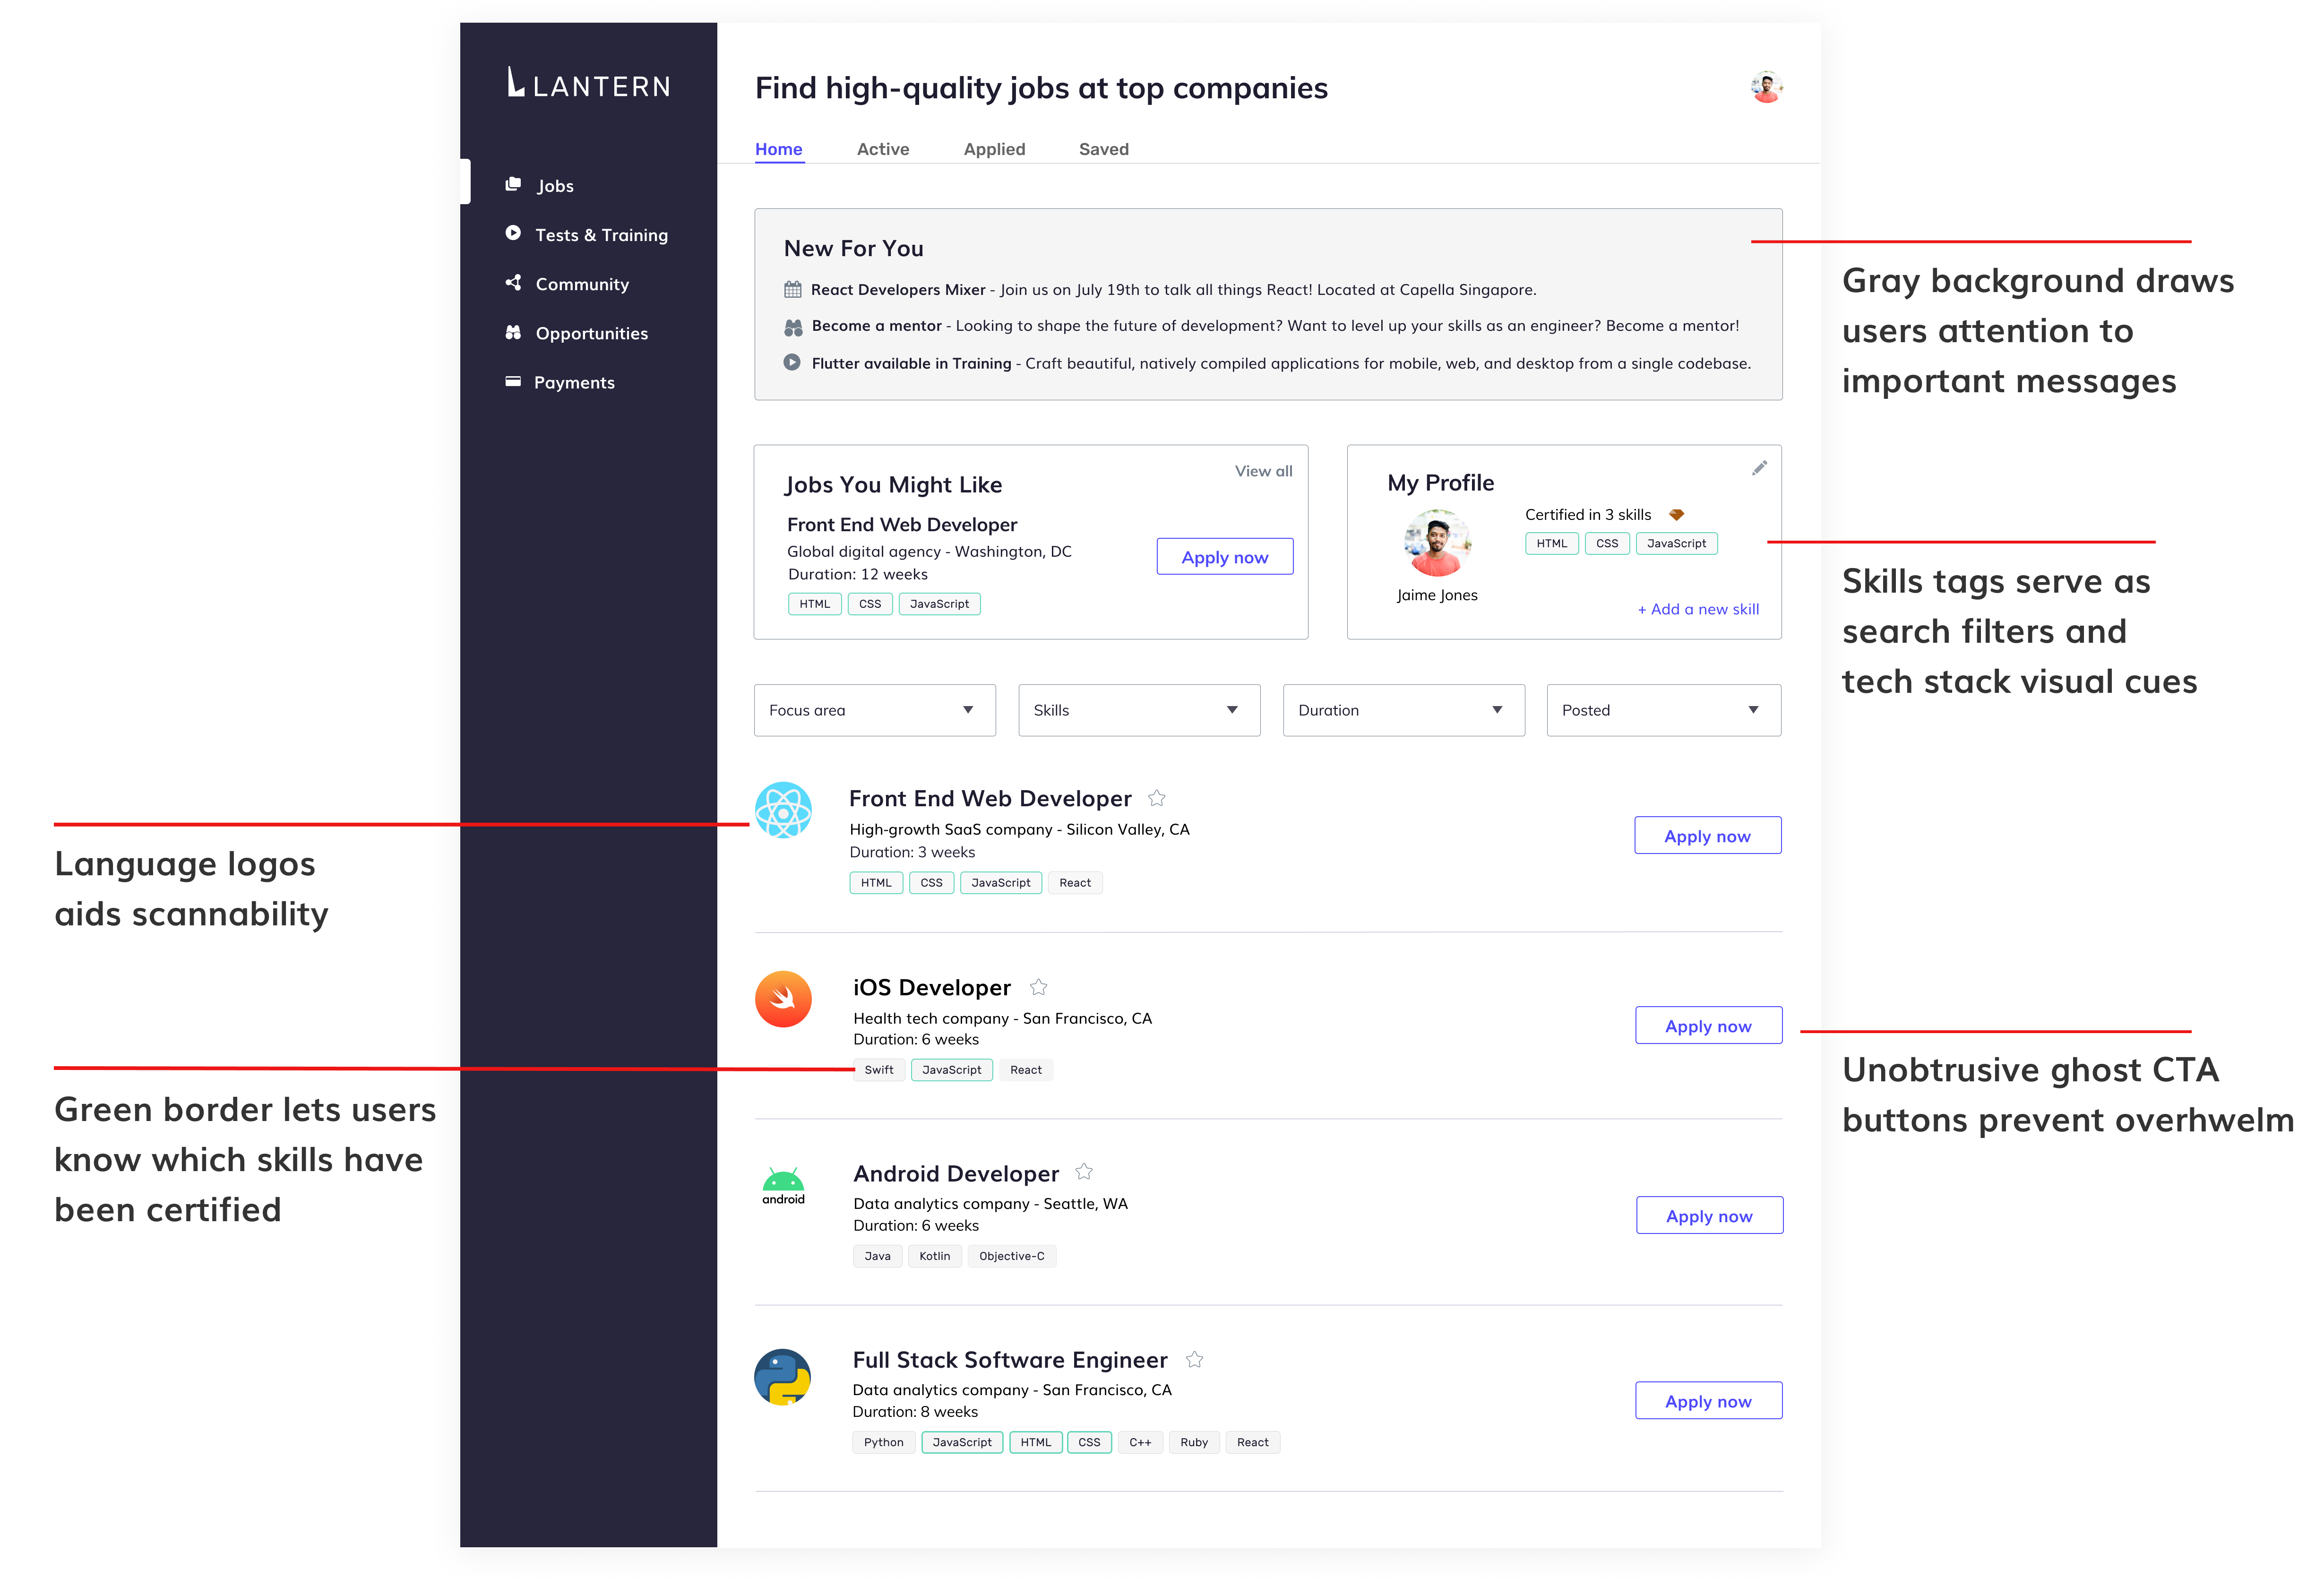 LANTERN
Jobs
Tests & Training
Community
Opportunities
Payments
Find high-quality jobs at top companies
Home Active Applied Saved
New For You
React Developers Mixer - Join us on July 19th to talk all things React! Located at Capella Singapore.
Become a mentor - Looking to shape the future of development? Want to level up your skills as an engineer? Become a mentor!
Flutter available in Training - Craft beautiful, natively compiled applications for mobile, web, and desktop from a single codebase.
Gray background draws
users attention to
important messages
Jobs You Might Like
View all
Front End Web Developer
Global digital agency - Washington, DC
Duration: 12 weeks
HTML CSS JavaScript
Apply now
My Profile
Certified in 3 skills
HTML CSS JavaScript
Jaime Jones
+ Add a new skill
Skills tags serve as
search filters and
tech stack visual cues
Focus area Skills Duration Posted
Front End Web Developer
High-growth SaaS company - Silicon Valley, CA
Duration: 3 weeks
HTML CSS JavaScript React
Apply now
Language logos
aids scannability
iOS Developer
Health tech company - San Francisco, CA
Duration: 6 weeks
Swift JavaScript React
Apply now
Unobtrusive ghost CTA
buttons prevent overhwelm
Green border lets users
know which skills have
been certified
android
Android Developer
Data analytics company - Seattle, WA
Duration: 6 weeks
Java Kotlin Objective-C
Apply now
Full Stack Software Engineer
Data analytics company - San Francisco, CA
Duration: 8 weeks
Python JavaScript HTML CSS C++ Ruby React
Apply now